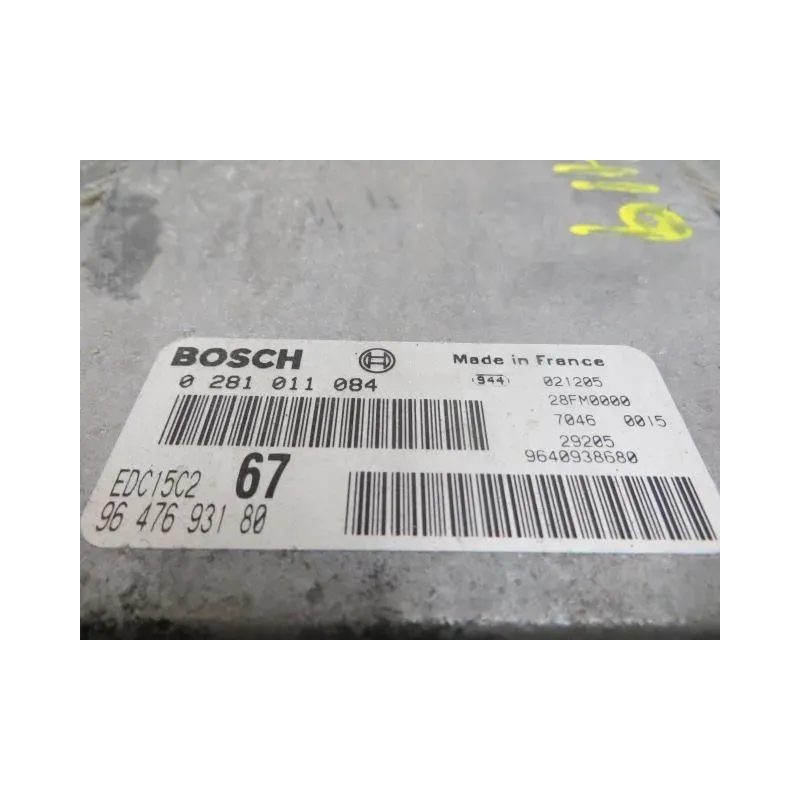 BOSCH Made in France
0 281 011 084 944 021205
28FM0000
7046 0015
29205
EDC15C2 67 9640938680
96 476 931 80